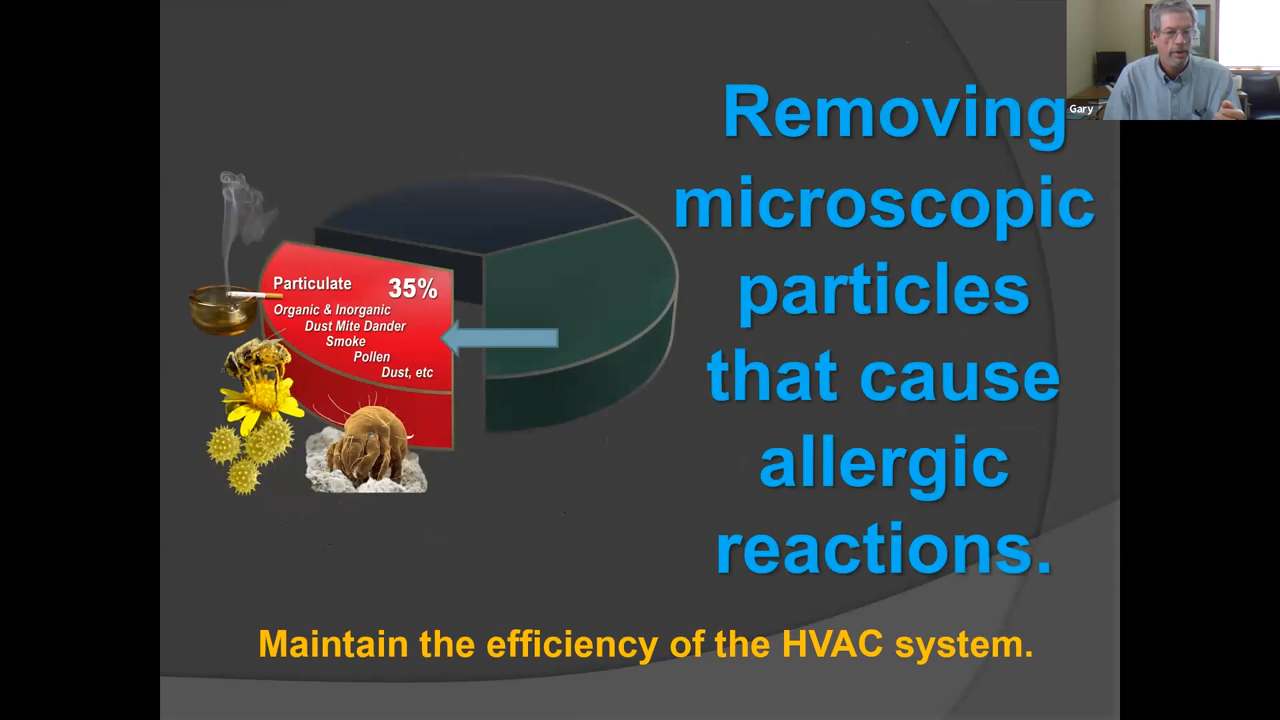 Removing
microscopic
particles
that cause
allergic
reactions.
Gary
Particulate 35%
Organic & Inorganic
Dust Mite Dander
Smoke
Pollen
Dust, etc
Maintain the efficiency of the HVAC system.